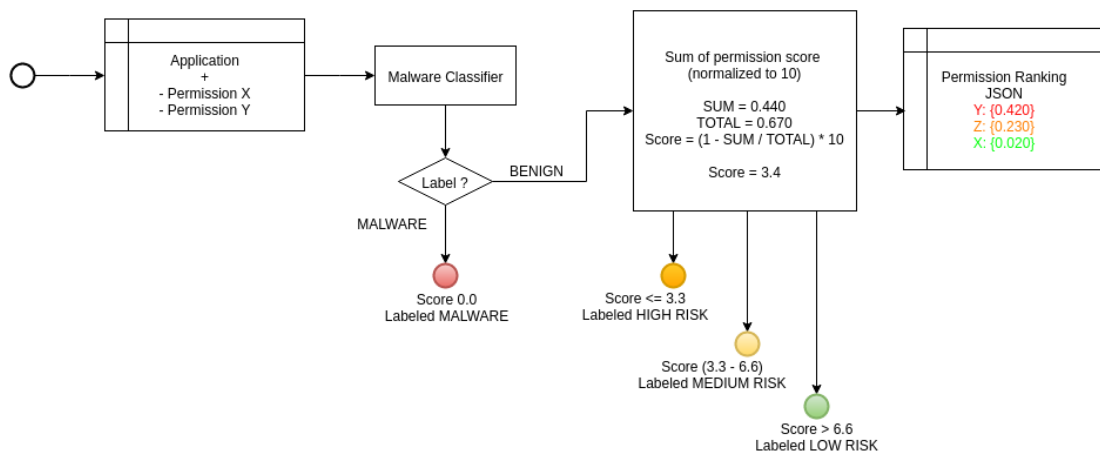 Application
+
- Permission X
- Permission Y
Malware Classifier
Label ?
BENIGN
MALWARE
Score 0.0
Labeled MALWARE
Sum of permission score
(normalized to 10)
SUM = 0.440
TOTAL = 0.670
Score = (1 - SUM / TOTAL) * 10
Score = 3.4
Score <= 3.3
Labeled HIGH RISK
Score (3.3 - 6.6)
Labeled MEDIUM RISK
Score > 6.6
Labeled LOW RISK
Permission Ranking
JSON
Y: {0.420}
Z: {0.230}
X: {0.020}